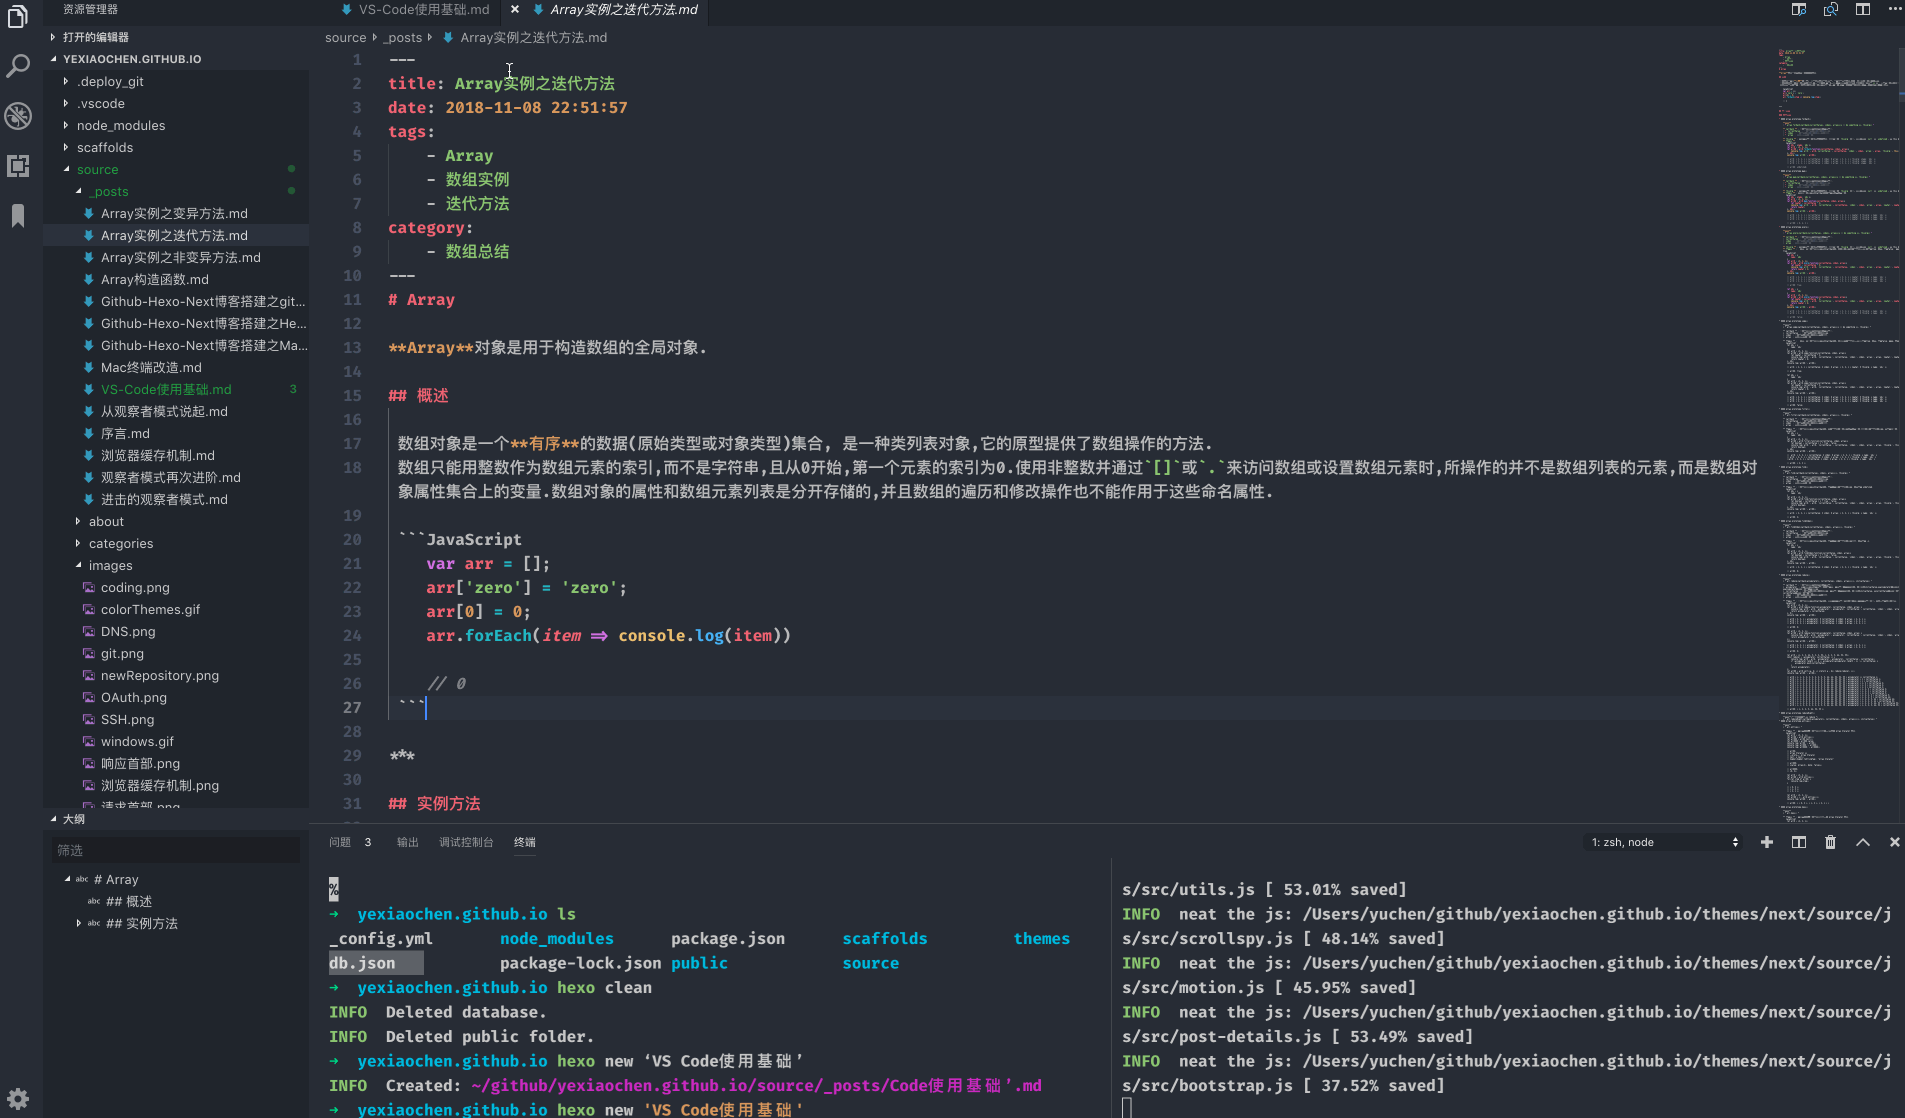 资源管理器
打开的编辑器
YEXIAOCHEN.GITHUB.IO
.deploy_git
.vscode
node_modules
scaffolds
source
_posts
Array实例之变异方法.md
Array实例之迭代方法.md
Array实例之非变异方法.md
Array构造函数.md
Github-Hexo-Next博客搭建之git...
Github-Hexo-Next博客搭建之He...
Github-Hexo-Next博客搭建之Ma...
Mac终端改造.md
VS-Code使用基础.md 3
从观察者模式说起.md
序言.md
浏览器缓存机制.md
观察者模式再次进阶.md
进击的观察者模式.md
about
categories
images
coding.png
colorThemes.gif
DNS.png
git.png
newRepository.png
OAuth.png
SSH.png
windows.gif
响应首部.png
浏览器缓存机制.png
请求首部.png
大纲
筛选
abc # Array
abc ## 概述
abc ## 实例方法
VS-Code使用基础.md × Array实例之迭代方法.md
source _posts Array实例之迭代方法.md
1 ---
2 title: Array实例之迭代方法
3 date: 2018-11-08 22:51:57
4 tags:
5 - Array
6 - 数组实例
7 - 迭代方法
8 category:
9 - 数组总结
10 ---
11 # Array
12
13 **Array**对象是用于构造数组的全局对象.
14
15 ## 概述
16
17 数组对象是一个**有序**的数据(原始类型或对象类型)集合, 是一种类列表对象,它的原型提供了数组操作的方法.
18 数组只能用整数作为数组元素的索引,而不是字符串,且从0开始,第一个元素的索引为0.使用非整数并通过`[]`或`.`来访问数组或设置数组元素时,所操作的并不是数组列表的元素,而是数组对
象属性集合上的变量.数组对象的属性和数组元素列表是分开存储的,并且数组的遍历和修改操作也不能作用于这些命名属性.
19
20 ```JavaScript
21 var arr = [];
22 arr['zero'] = 'zero';
23 arr[0] = 0;
24 arr.forEach(item => console.log(item))
25
26 // 0
27 ```
28
29 ***
30
31 ## 实例方法
问题 3 输出 调试控制台 终端 1: zsh, node
%
→ yexiaochen.github.io ls
_config.yml node_modules package.json scaffolds themes
db.json package-lock.json public source
→ yexiaochen.github.io hexo clean
INFO Deleted database.
INFO Deleted public folder.
→ yexiaochen.github.io hexo new ‘VS Code使用基础’
INFO Created: ~/github/yexiaochen.github.io/source/_posts/Code使用基础’.md
→ yexiaochen.github.io hexo new 'VS Code使用基础'
s/src/utils.js [ 53.01% saved]
INFO neat the js: /Users/yuchen/github/yexiaochen.github.io/themes/next/source/j
s/src/scrollspy.js [ 48.14% saved]
INFO neat the js: /Users/yuchen/github/yexiaochen.github.io/themes/next/source/j
s/src/motion.js [ 45.95% saved]
INFO neat the js: /Users/yuchen/github/yexiaochen.github.io/themes/next/source/j
s/src/post-details.js [ 53.49% saved]
INFO neat the js: /Users/yuchen/github/yexiaochen.github.io/themes/next/source/j
s/src/bootstrap.js [ 37.52% saved]